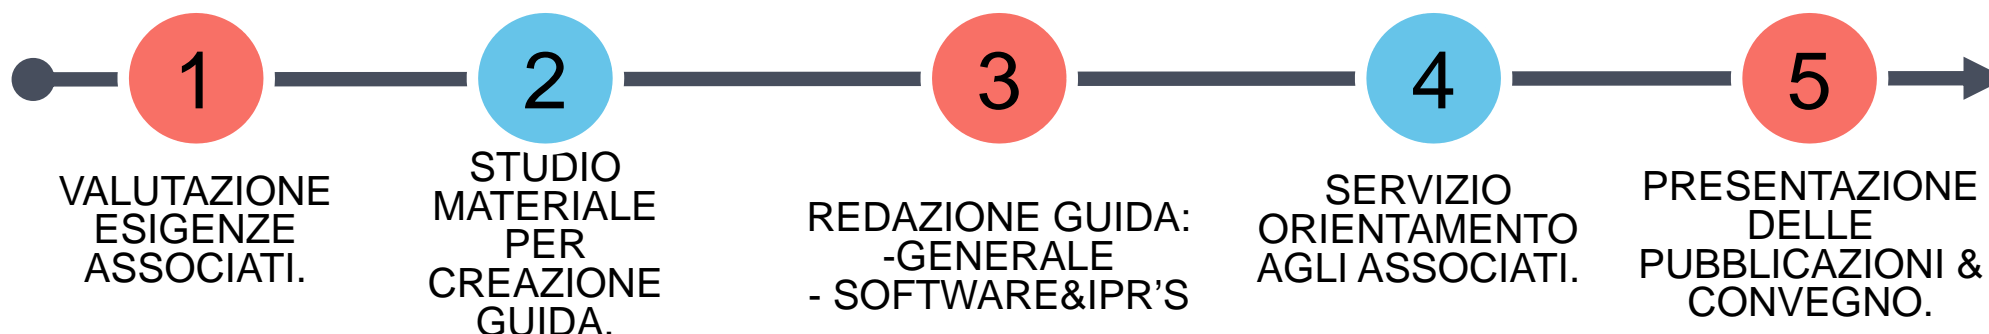 1
VALUTAZIONE
ESIGENZE
ASSOCIATI.
2
STUDIO
MATERIALE
PER
CREAZIONE
GUIDA.
3
REDAZIONE GUIDA:
-GENERALE
- SOFTWARE&IPR’S
4
SERVIZIO
ORIENTAMENTO
AGLI ASSOCIATI.
5
PRESENTAZIONE
DELLE
PUBBLICAZIONI &
CONVEGNO.